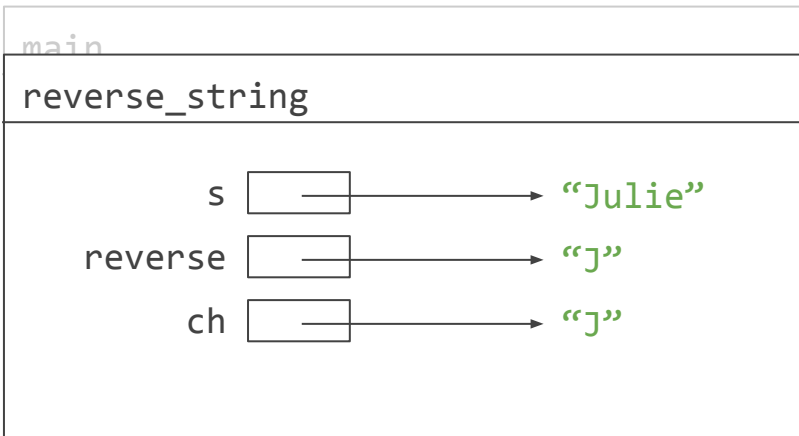 main
reverse_string
s “Julie”
reverse “J”
ch “J”